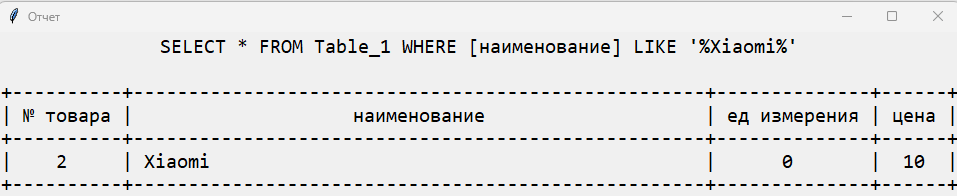 Отчет
SELECT * FROM Table_1 WHERE [наименование] LIKE '%Xiaomi%'
+----------+----------------------------------------------------+--------------+------+
| № товара |                    наименование                    | ед измерения | цена |
+----------+----------------------------------------------------+--------------+------+
|    2     | Xiaomi                                             |      0       |  10  |
+----------+----------------------------------------------------+--------------+------+